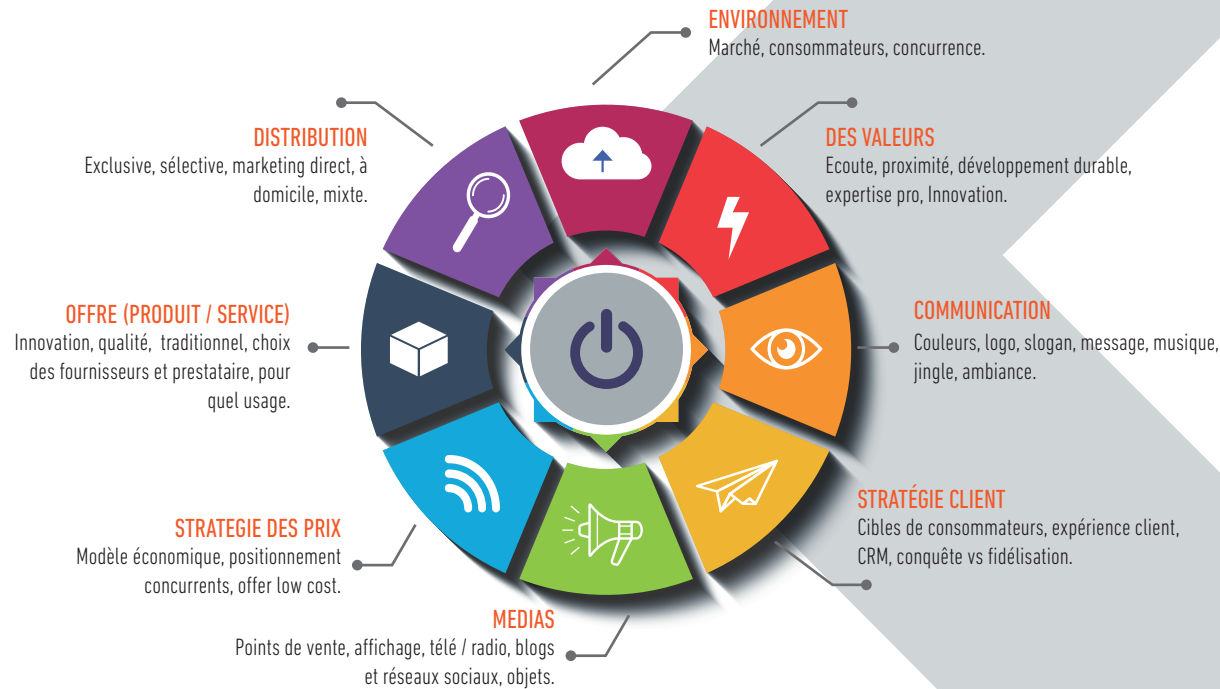 ENVIRONNEMENT
Marché, consommateurs, concurrence.
DES VALEURS
Ecoute, proximité, développement durable,
expertise pro, Innovation.
COMMUNICATION
Couleurs, logo, slogan, message, musique,
jingle, ambiance.
STRATÉGIE CLIENT
Cibles de consommateurs, expérience client,
CRM, conquête vs fidélisation.
MEDIAS
Points de vente, affichage, télé / radio, blogs
et réseaux sociaux, objets.
STRATEGIE DES PRIX
Modèle économique, positionnement
concurrents, offer low cost.
OFFRE (PRODUIT / SERVICE)
Innovation, qualité, traditionnel, choix
des fournisseurs et prestataire, pour
quel usage.
DISTRIBUTION
Exclusive, sélective, marketing direct, à
domicile, mixte.